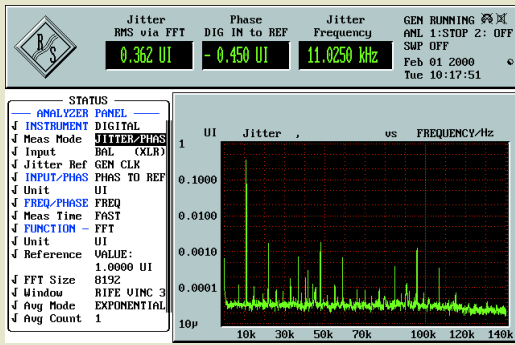 R S
Jitter
RMS via FFT
0.362 UI
Phase
DIG IN to REF
- 0.450 UI
Jitter
Frequency
11.0250 kHz
GEN RUNNING
ANL 1:STOP 2: OFF
SWP OFF
Feb 01 2000
Tue 10:17:51
STATUS
ANALYZER PANEL
INSTRUMENT DIGITAL
Meas Mode JITTER/PHAS
Input BAL (XLR)
Jitter Ref GEN CLK
INPUT/PHAS PHAS TO REF
Unit UI
FREQ/PHASE FREQ
Meas Time FAST
FUNCTION - FFT
Unit UI
Reference VALUE:
1.0000 UI
FFT Size 8192
Window RIFE VINC 3
Avg Mode EXPONENTIAL
Avg Count 1
UI Jitter , vs FREQUENCY/Hz
1
0.1000
0.0100
0.0010
0.0001
10µ
10k 30k 50k 70k 100k 120k 140k